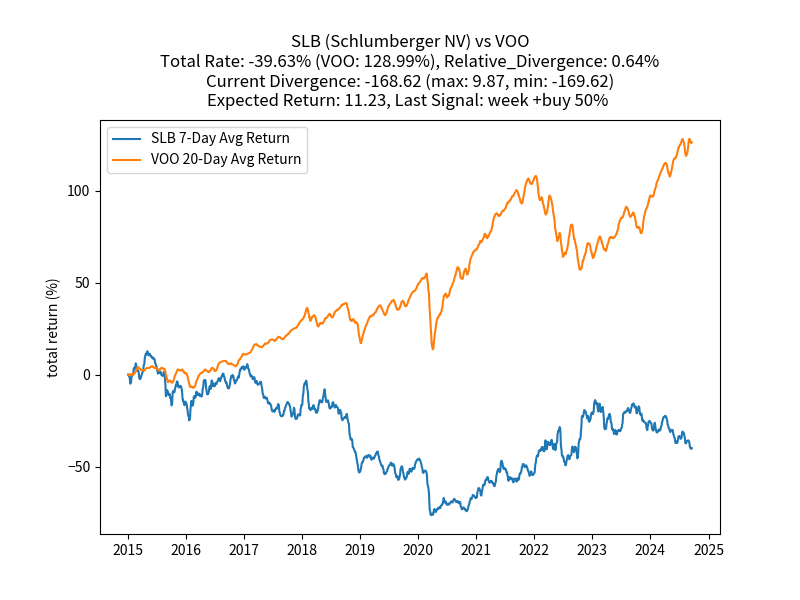 SLB (Schlumberger NV) vs VOO
Total Rate: -39.63% (VOO: 128.99%), Relative_Divergence: 0.64%
Current Divergence: -168.62 (max: 9.87, min: -169.62)
Expected Return: 11.23, Last Signal: week +buy 50%
SLB 7-Day Avg Return
VOO 20-Day Avg Return
total return (%)
100
50
0
−50
2015 2016 2017 2018 2019 2020 2021 2022 2023 2024 2025